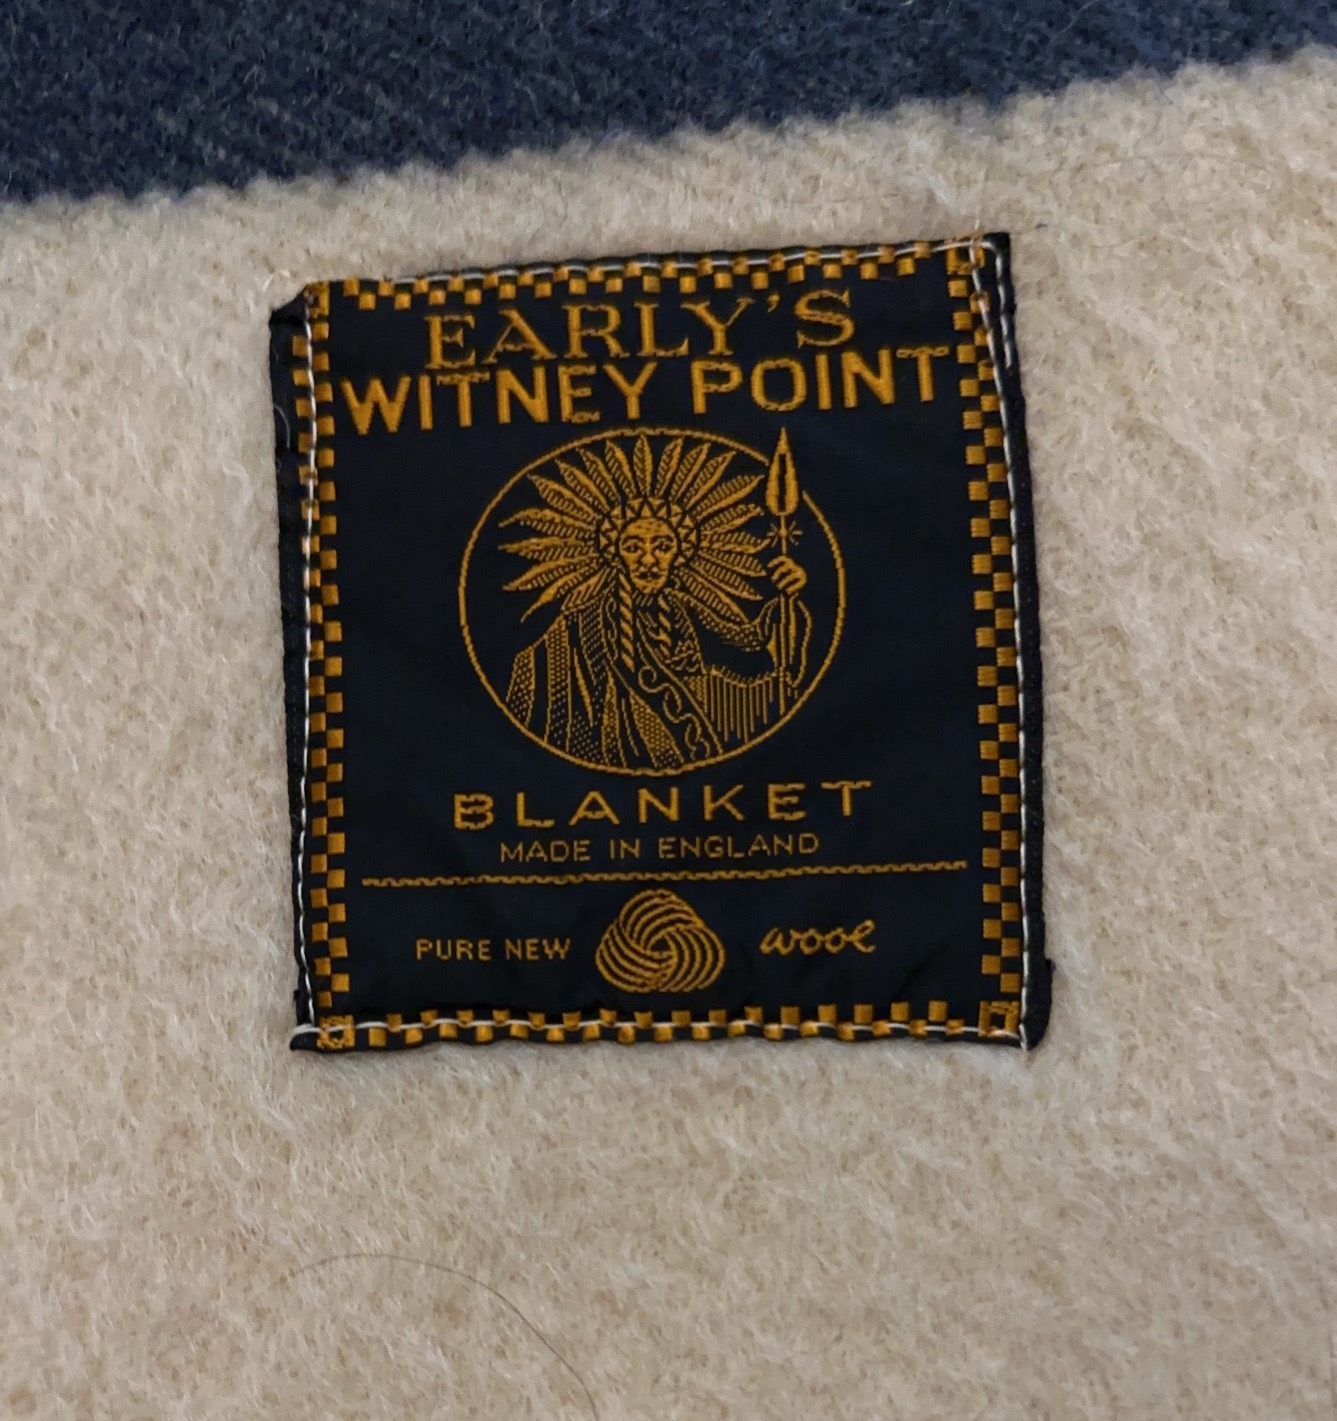 EARLY'S
WITNEY POINT
BLANKET
MADE IN ENGLAND
PURE NEW wool